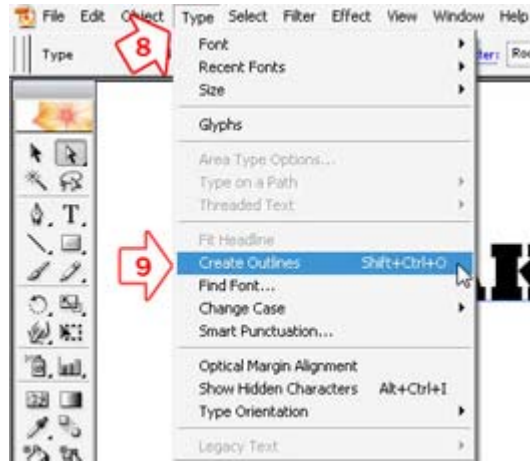 File Edit Object Type Select Filter Effect View Window Help
8
Type
Font
Recent Fonts
Size
Glyphs
Area Type Options...
Type on a Path
Threaded Text
Fit Headline
9
Create Outlines Shift+Ctrl+O
Find Font...
Change Case
Smart Punctuation...
Optical Margin Alignment
Show Hidden Characters Alt+Ctrl+I
Type Orientation
Legacy Text